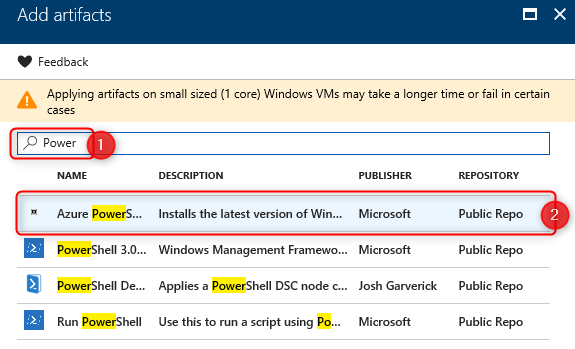 Add artifacts
Feedback
Applying artifacts on small sized (1 core) Windows VMs may take a longer time or fail in certain
cases
Power 1
NAME DESCRIPTION PUBLISHER REPOSITORY
Azure PowerS... Installs the latest version of Win... Microsoft Public Repo 2
PowerShell 3.0... Windows Management Framewo... Microsoft Public Repo
PowerShell De... Applies a PowerShell DSC node c... Josh Garverick Public Repo
Run PowerShell Use this to run a script using Po... Microsoft Public Repo